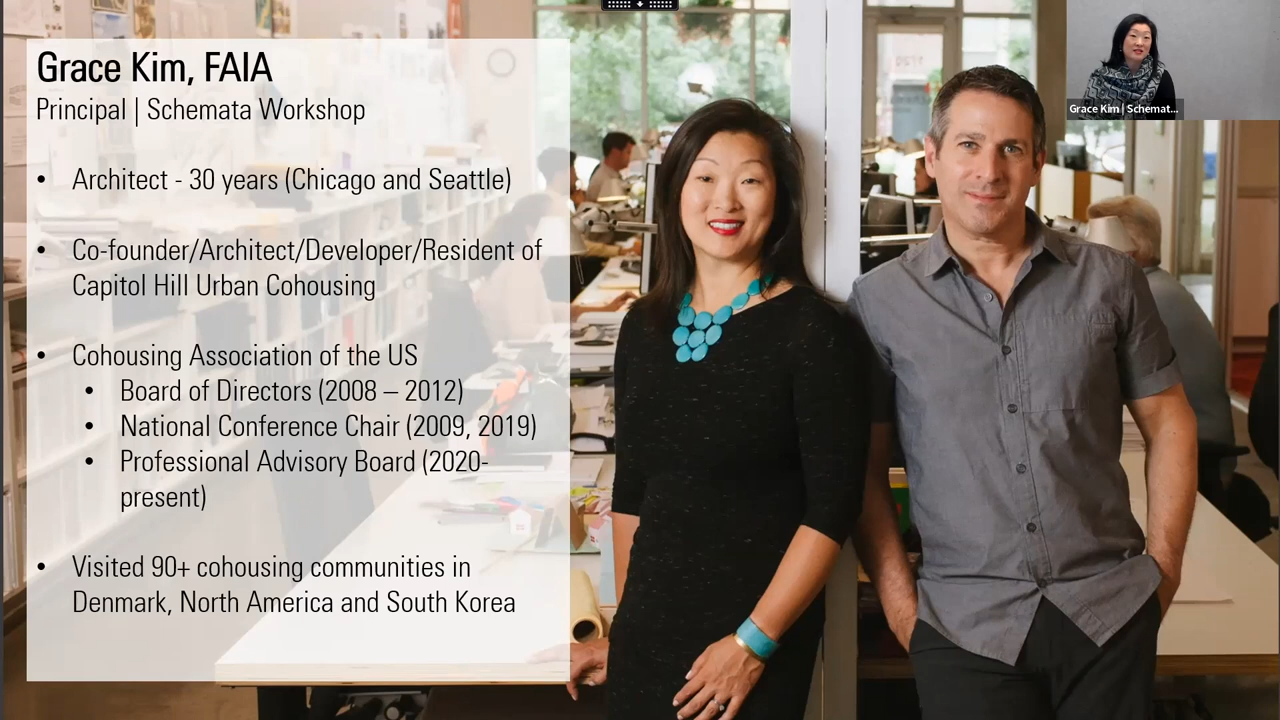 Grace Kim, FAIA
Principal | Schemata Workshop
• Architect - 30 years (Chicago and Seattle)
• Co-founder/Architect/Developer/Resident of
Capitol Hill Urban Cohousing
• Cohousing Association of the US
• Board of Directors (2008 – 2012)
• National Conference Chair (2009, 2019)
• Professional Advisory Board (2020-
present)
• Visited 90+ cohousing communities in
Denmark, North America and South Korea
Grace Kim | Schemat...